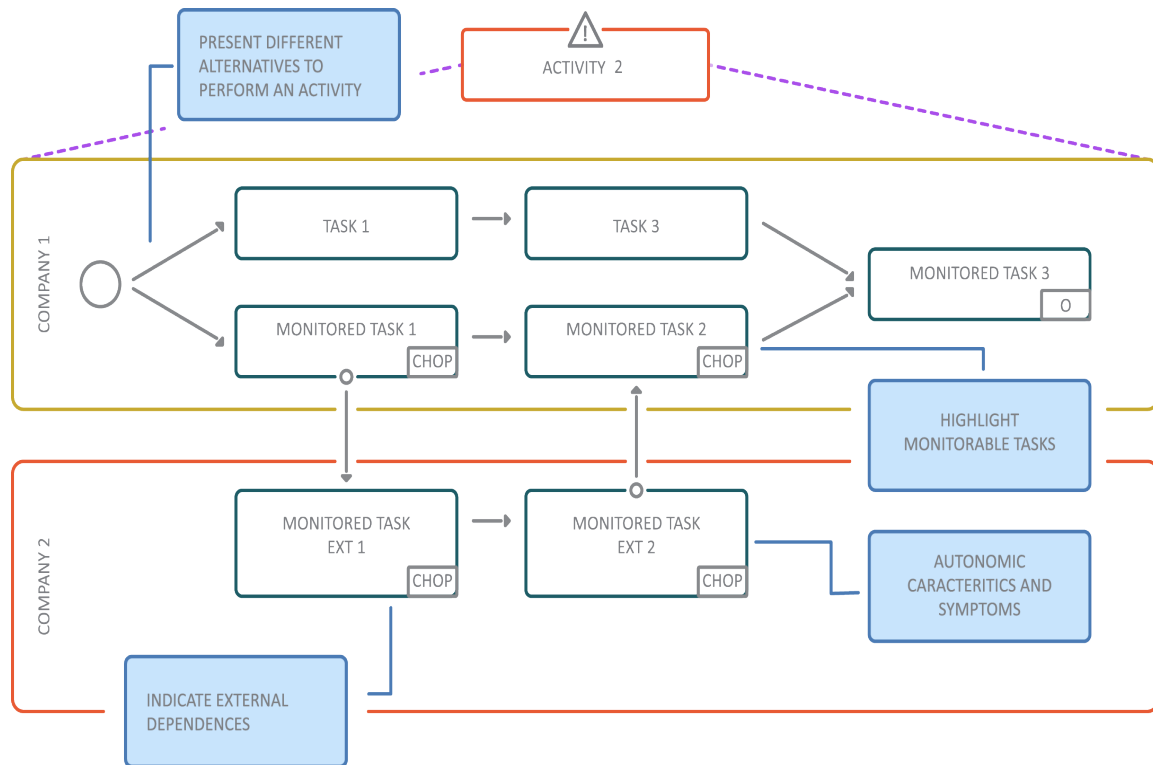 PRESENT DIFFERENT
ALTERNATIVES TO
PERFORM AN ACTIVITY
!
ACTIVITY 2
COMPANY 1
TASK 1
TASK 3
MONITORED TASK 3
O
MONITORED TASK 1
CHOP
MONITORED TASK 2
CHOP
HIGHLIGHT
MONITORABLE TASKS
COMPANY 2
MONITORED TASK
EXT 1
CHOP
MONITORED TASK
EXT 2
CHOP
AUTONOMIC
CARACTERITICS AND
SYMPTOMS
INDICATE EXTERNAL
DEPENDENCES